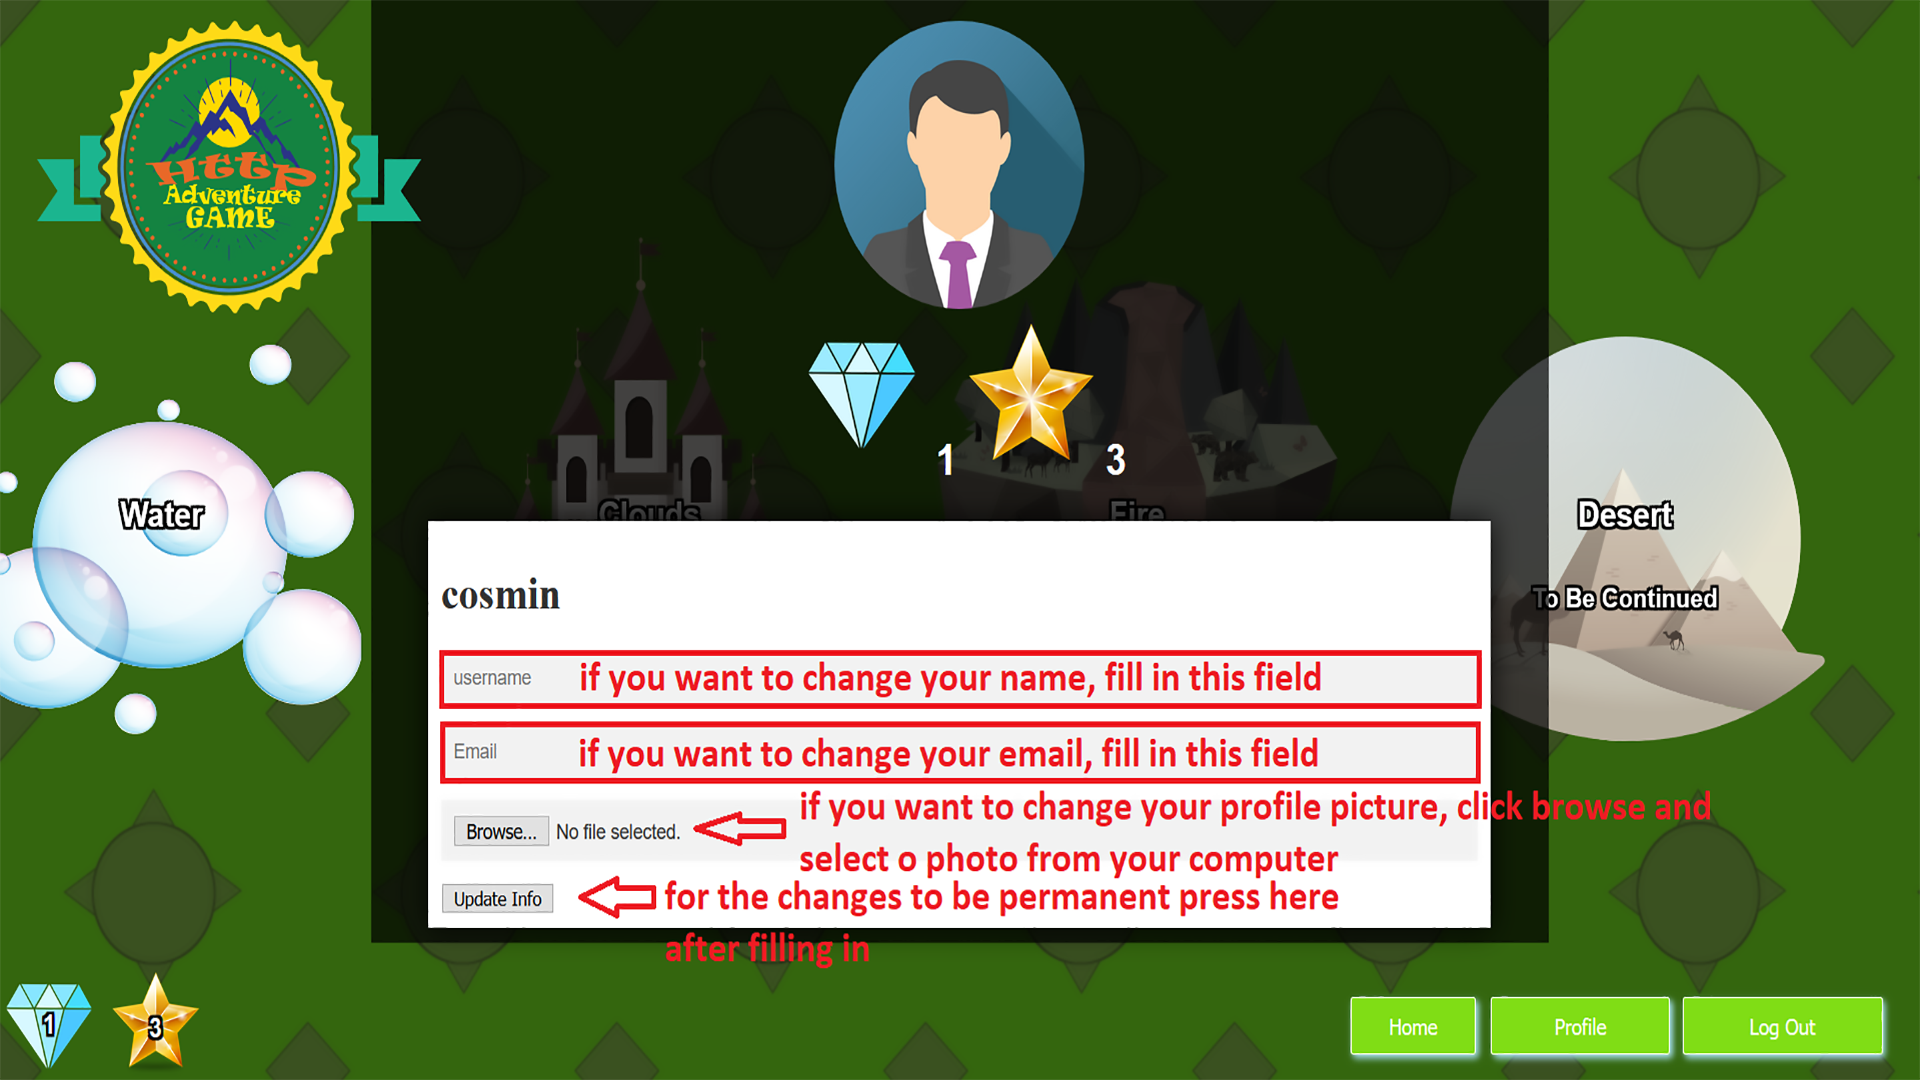 Http
Adventure
GAME
1
3
Water
Clouds
Fire
Desert
To Be Continued
cosmin
username if you want to change your name, fill in this field
Email if you want to change your email, fill in this field
if you want to change your profile picture, click browse and
Browse... No file selected.
select o photo from your computer
Update Info for the changes to be permanent press here
after filling in
1
3
Home
Profile
Log Out